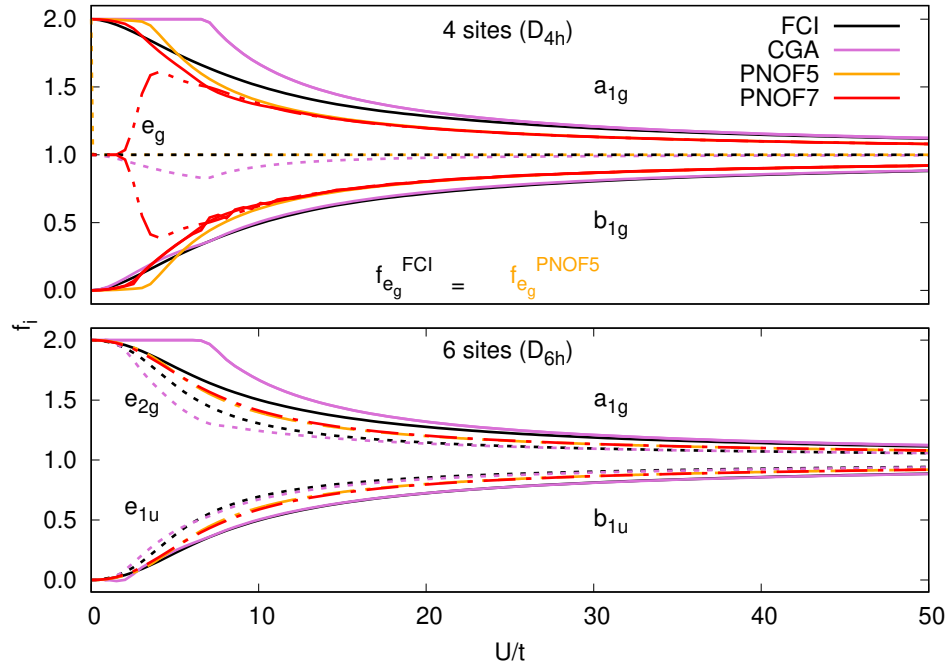 4 sites (D4h)
FCI
CGA
PNOF5
PNOF7
a1g
eg
b1g
fegFCI = fegPNOF5
2.0
1.5
1.0
0.5
0.0
fi
6 sites (D6h)
e2g
a1g
e1u
b1u
2.0
1.5
1.0
0.5
0.0
0 10 20 30 40 50
U/t